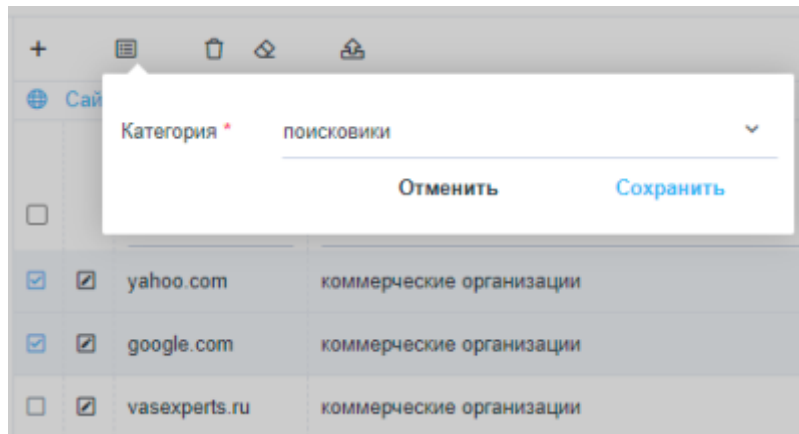 Сай
Категория * поисковики
Отменить Сохранить
yahoo.com коммерческие организации
google.com коммерческие организации
vasexperts.ru коммерческие организации